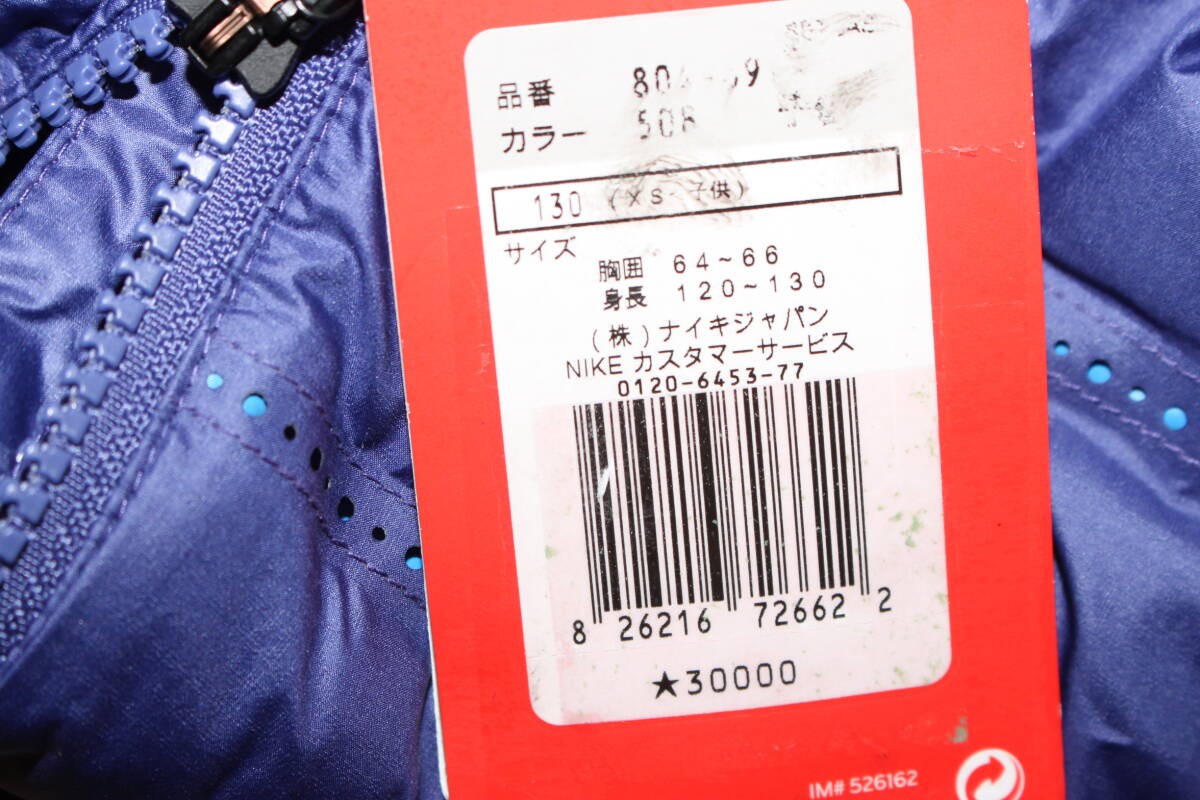 品番
カラー
130 (XS-子供)
サイズ
胸囲 64~66
身長 120~130
(株)ナイキジャパン
NIKE カスタマーサービス
0120-6453-77
8 26216 72662 2
★30000
IM# 526162